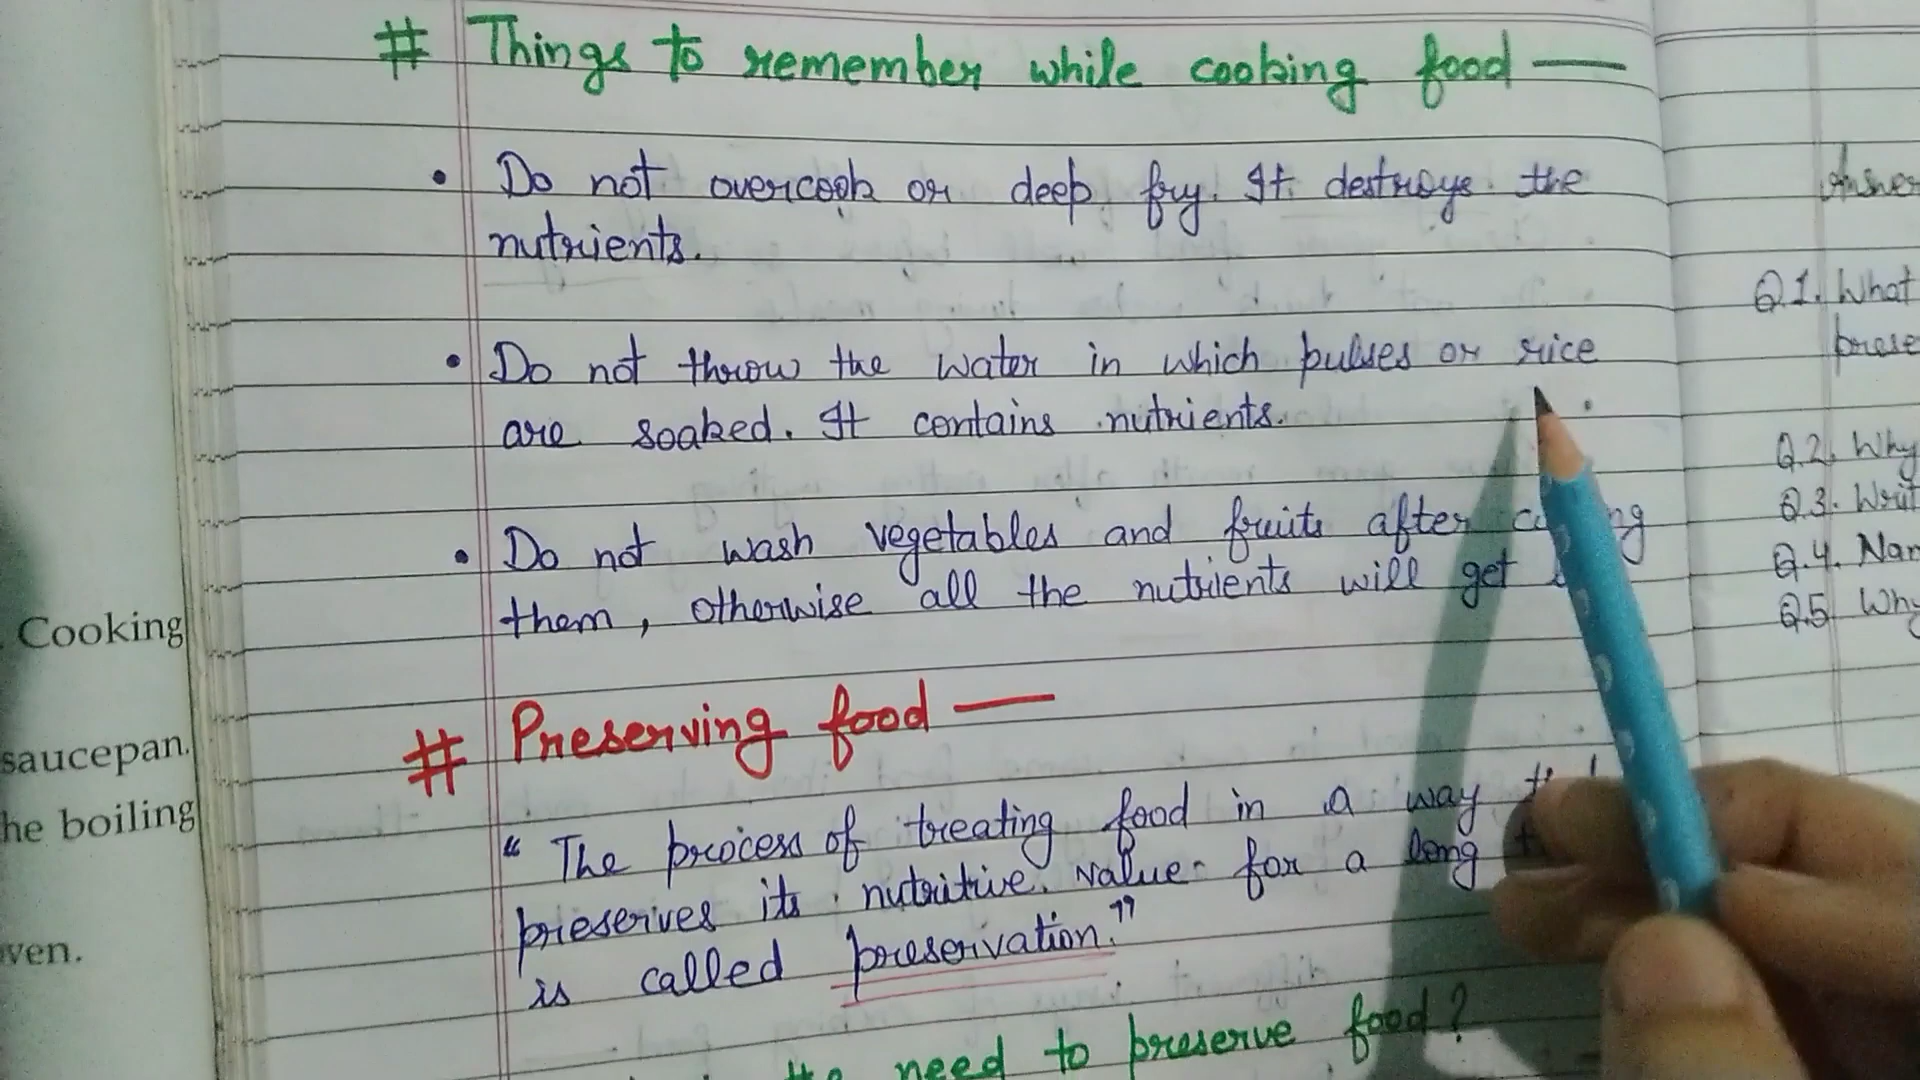 # Things to remember while cooking food —
• Do not overcook or deep fry. It destroys the
nutrients.
• Do not throw the water in which pulses or rice
are soaked. It contains nutrients.
• Do not wash vegetables and fruits after
them, otherwise all the nutrients will get
# Preserving food —
“ The process of treating food in a way
preserves its nutritive value for a long
is called preservation.”
need to preserve food?
Cooking
saucepan.
he boiling
ven.
Q1. What
Q.2. Why
Q.3.
Q.4.
Q.5